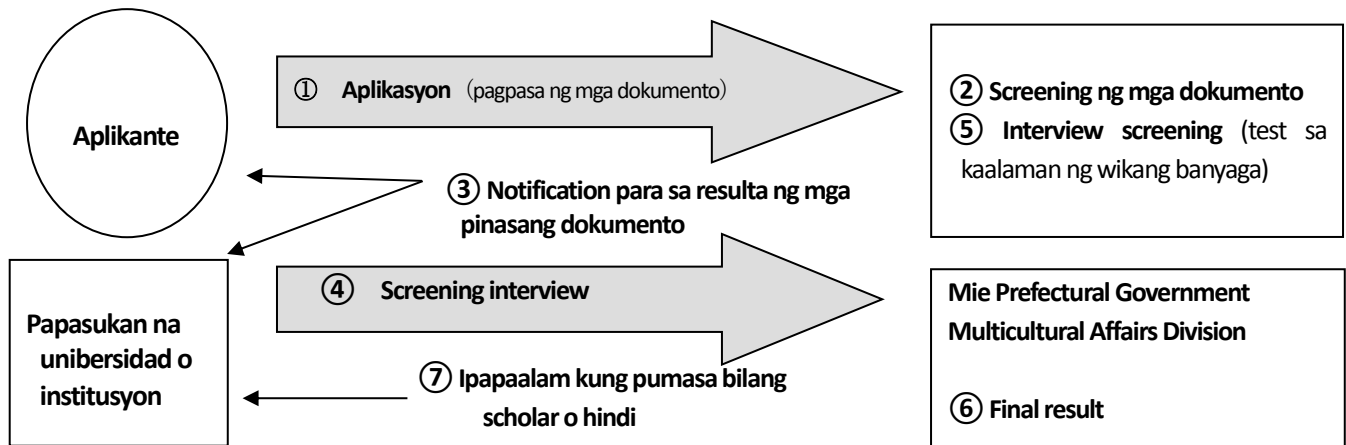 Aplikante
① Aplikasyon （pagpasa ng mga dokumento）
② Screening ng mga dokumento
⑤ Interview screening (test sa
kaalaman ng wikang banyaga)
③ Notification para sa resulta ng mga
pinasang dokumento
④ Screening interview
Papasukan na
unibersidad o
institusyon
Mie Prefectural Government
Multicultural Affairs Division
⑥ Final result
⑦ Ipapaalam kung pumasa bilang
scholar o hindi